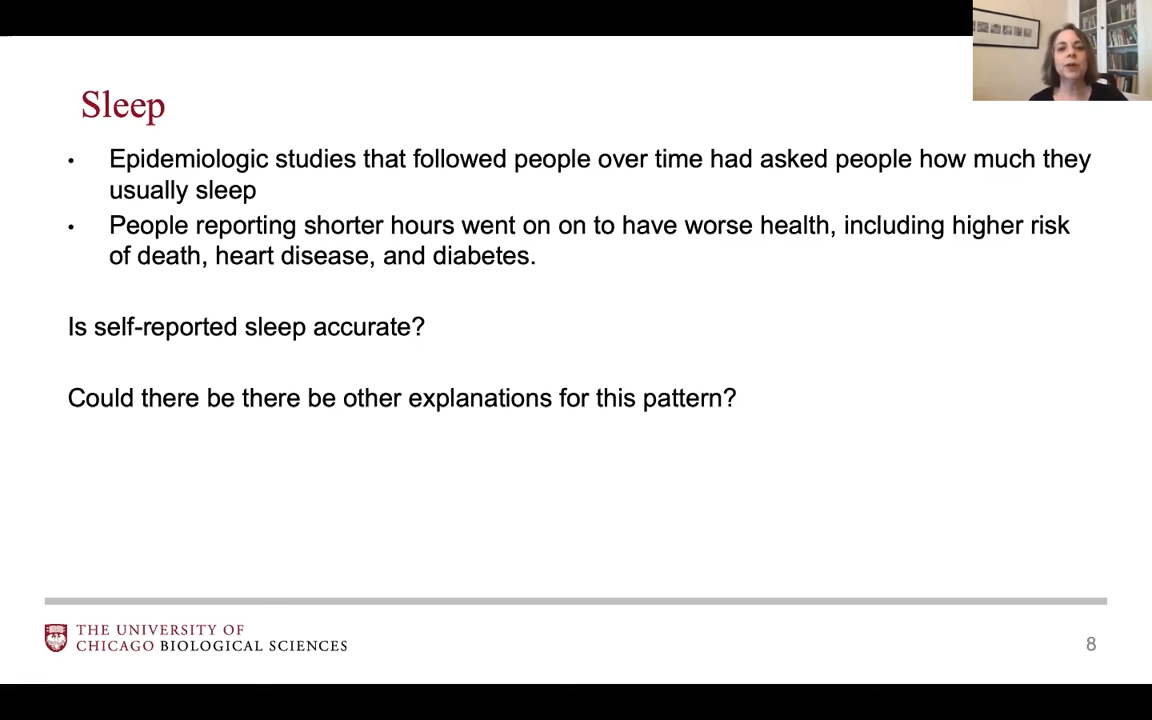 Sleep
• Epidemiologic studies that followed people over time had asked people how much they
usually sleep
• People reporting shorter hours went on on to have worse health, including higher risk
of death, heart disease, and diabetes.
Is self-reported sleep accurate?
Could there be there be other explanations for this pattern?
THE UNIVERSITY OF
CHICAGO BIOLOGICAL SCIENCES
8